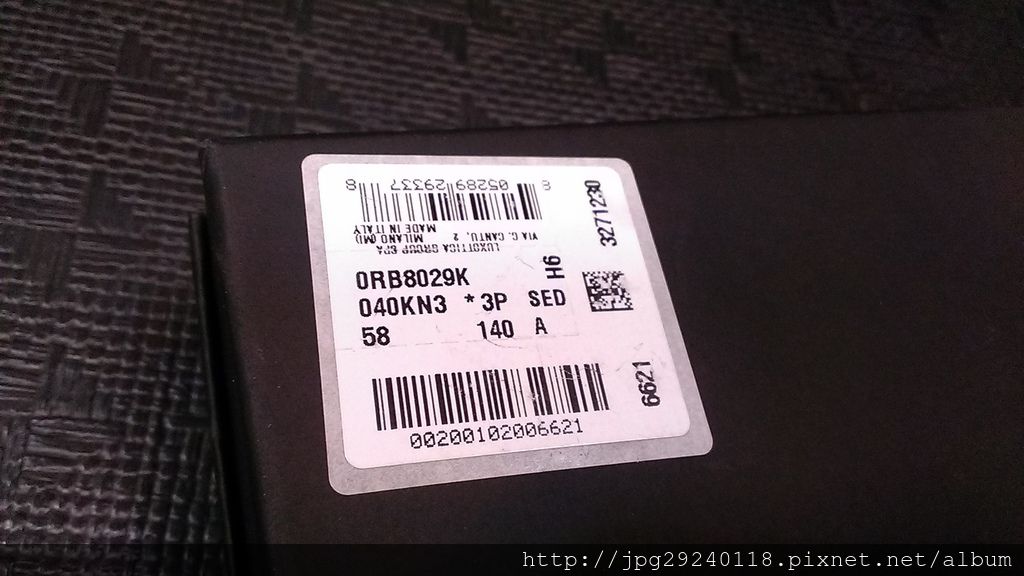 8 05289 29337 8
LUXOTTICA GROUP SPA
VIA C. CANTU, 2 MILANO (MI)
MADE IN ITALY
3271230
0RB8029K
H6
040KN3 * 3P SED
58 140 A
6621
00200102006621
http://jpg29240118.pixnet.net/album